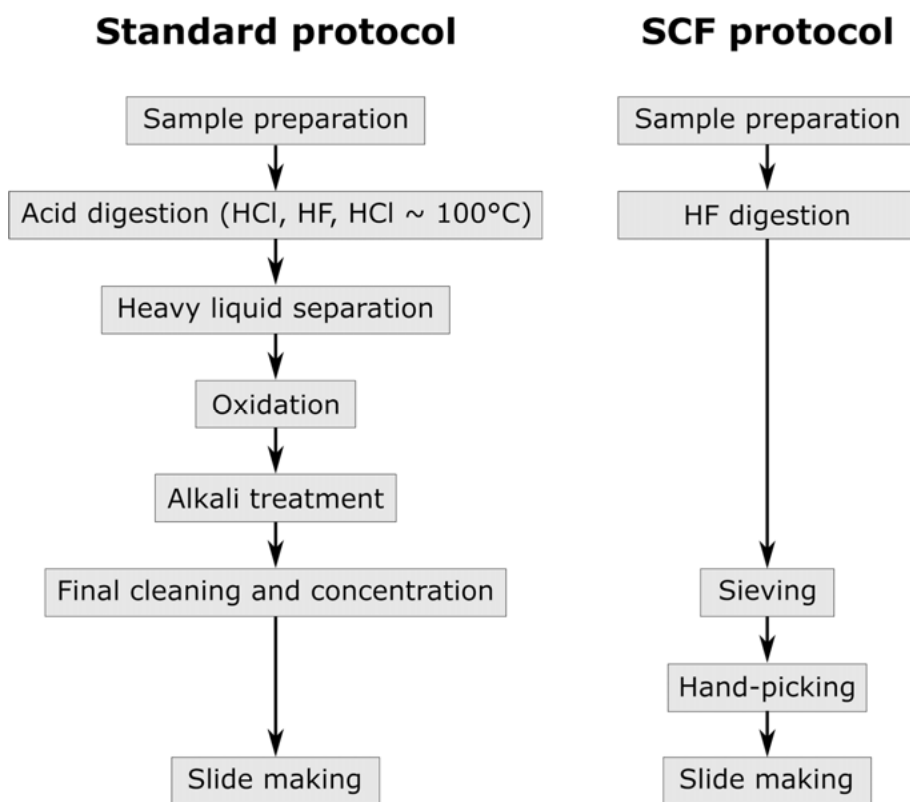 Standard protocol
Sample preparation
Acid digestion (HCl, HF, HCl ~ 100°C)
Heavy liquid separation
Oxidation
Alkali treatment
Final cleaning and concentration
Slide making
SCF protocol
Sample preparation
HF digestion
Sieving
Hand-picking
Slide making